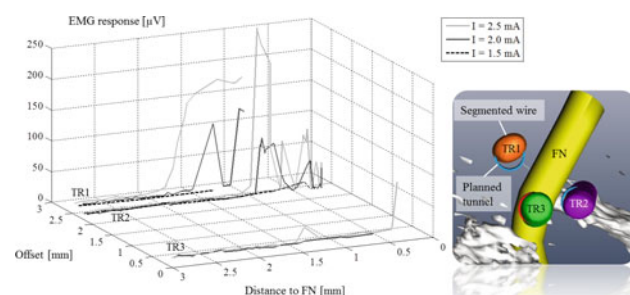 EMG response [µV]
I = 2.5 mA
I = 2.0 mA
I = 1.5 mA
250
200
150
100
50
0
TR1
TR2
TR3
3
2.5
2
1.5
1
0.5
0
Offset [mm]
3
2.5
2
1.5
1
0.5
0
Distance to FN [mm]
Segmented wire
FN
TR1
Planned
tunnel
TR3
TR2